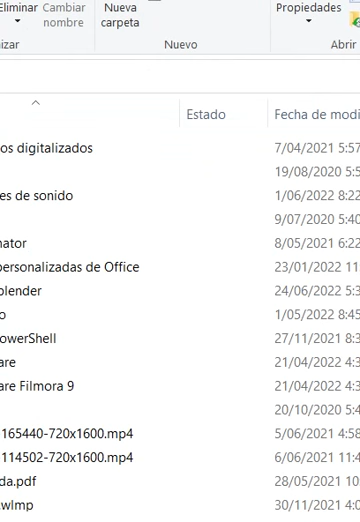 Eliminar Cambiar nombre Nueva carpeta Propiedades
Nuevo Abrir
Estado Fecha de modi
os digitalizados 7/04/2021 5:57
19/08/2020 5:5
es de sonido 1/06/2022 8:22
9/07/2020 5:40
8/05/2021 6:22
personalizadas de Office 23/01/2022 11:
24/06/2022 5:3
1/05/2022 8:45
owerShell 27/11/2021 8:3
are 21/04/2022 4:3
are Filmora 9 21/04/2022 4:3
20/10/2020 5:4
165440-720x1600.mp4 5/06/2021 4:58
114502-720x1600.mp4 6/06/2021 11:4
da.pdf 28/05/2021 10:
wlmp 30/11/2021 4:0